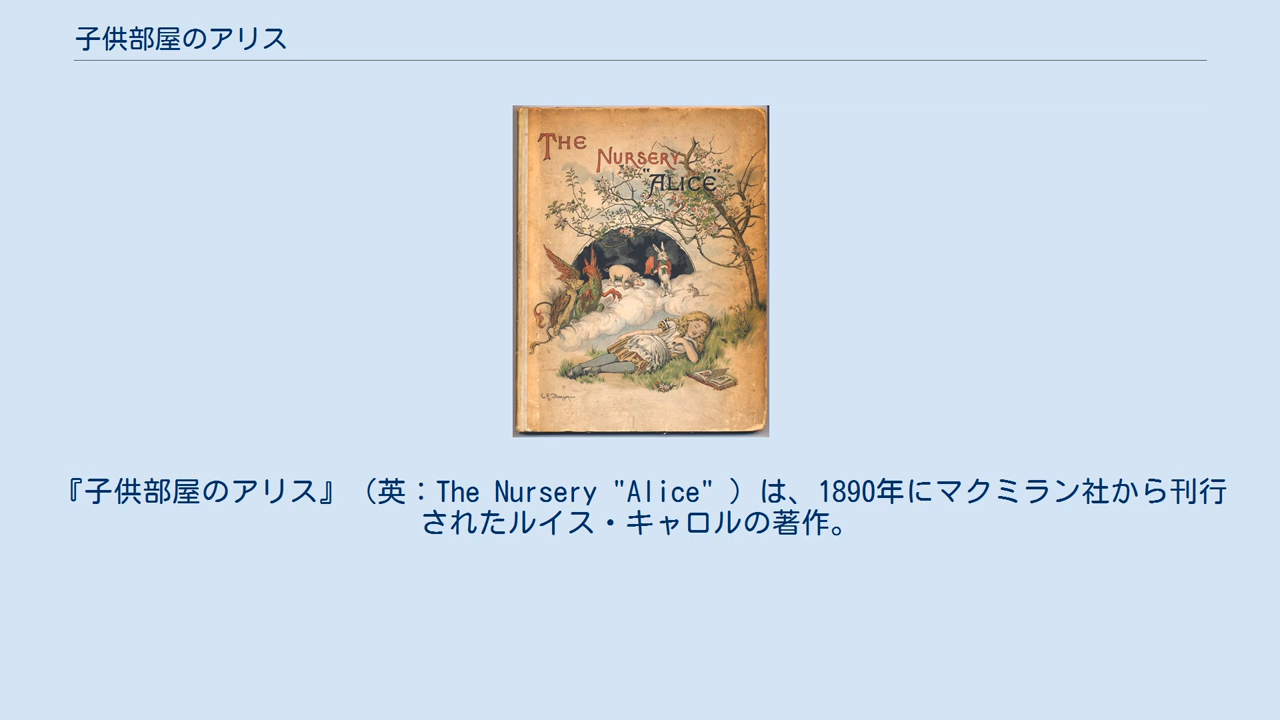 子供部屋のアリス
THE
NURSERY
"ALICE"
『子供部屋のアリス』（英：The Nursery "Alice" ）は、1890年にマクミラン社から刊行
されたルイス・キャロルの著作。